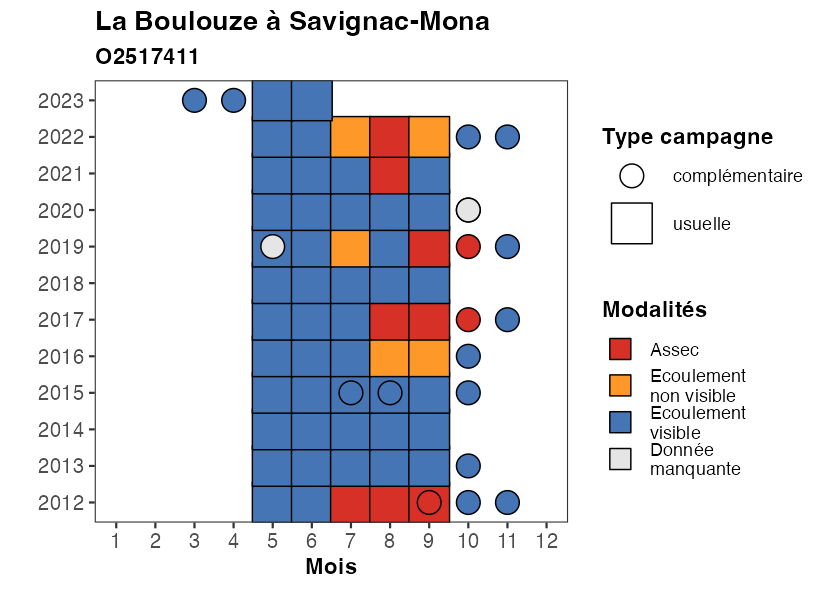 La Boulouze à Savignac-Mona
O2517411
2023
2022
2021
2020
2019
2018
2017
2016
2015
2014
2013
2012
1 2 3 4 5 6 7 8 9 10 11 12
Mois
Type campagne
complémentaire
usuelle
Modalités
Assec
Ecoulement
non visible
Ecoulement
visible
Donnée
manquante